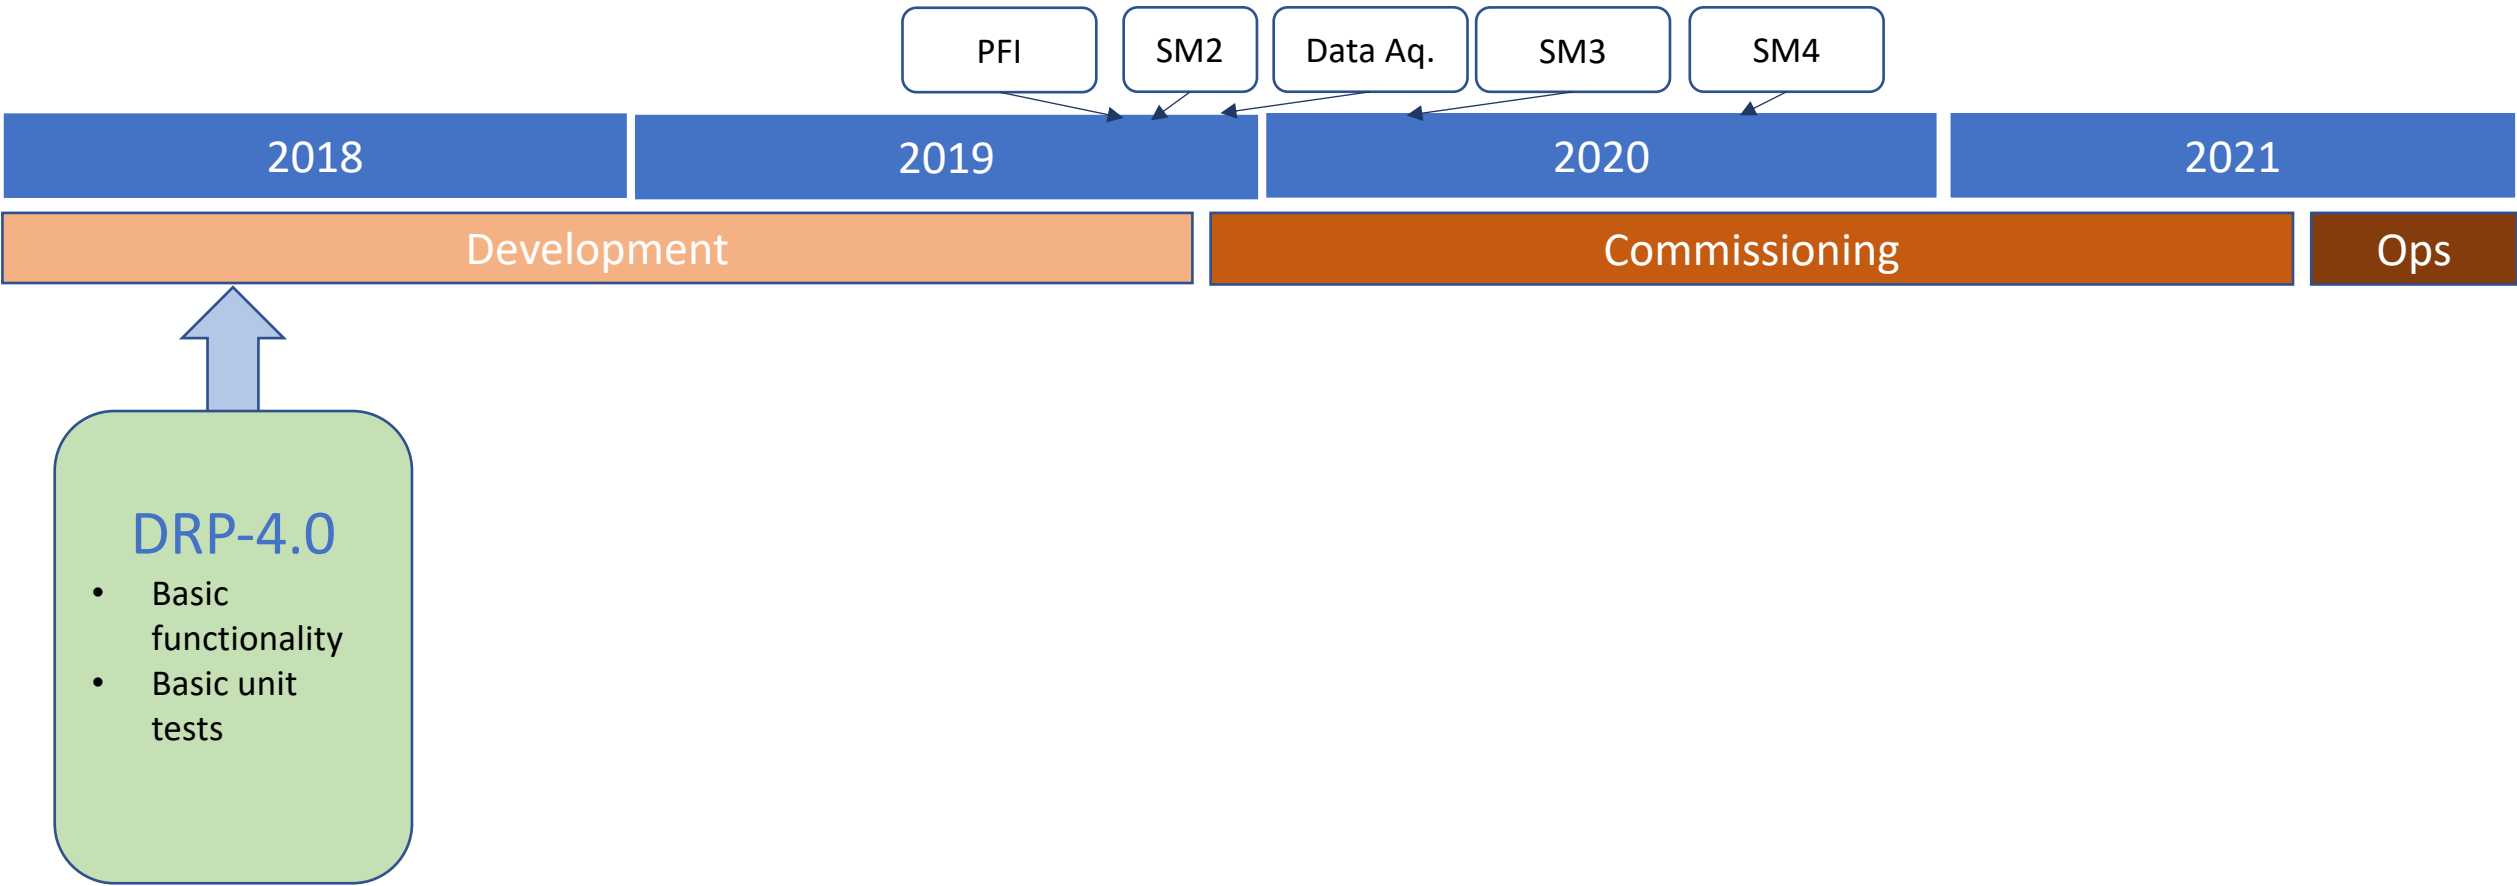 PFI
SM2
Data Aq.
SM3
SM4
2018
2019
2020
2021
Development
Commissioning
Ops
DRP-4.0
• Basic
functionality
• Basic unit
tests